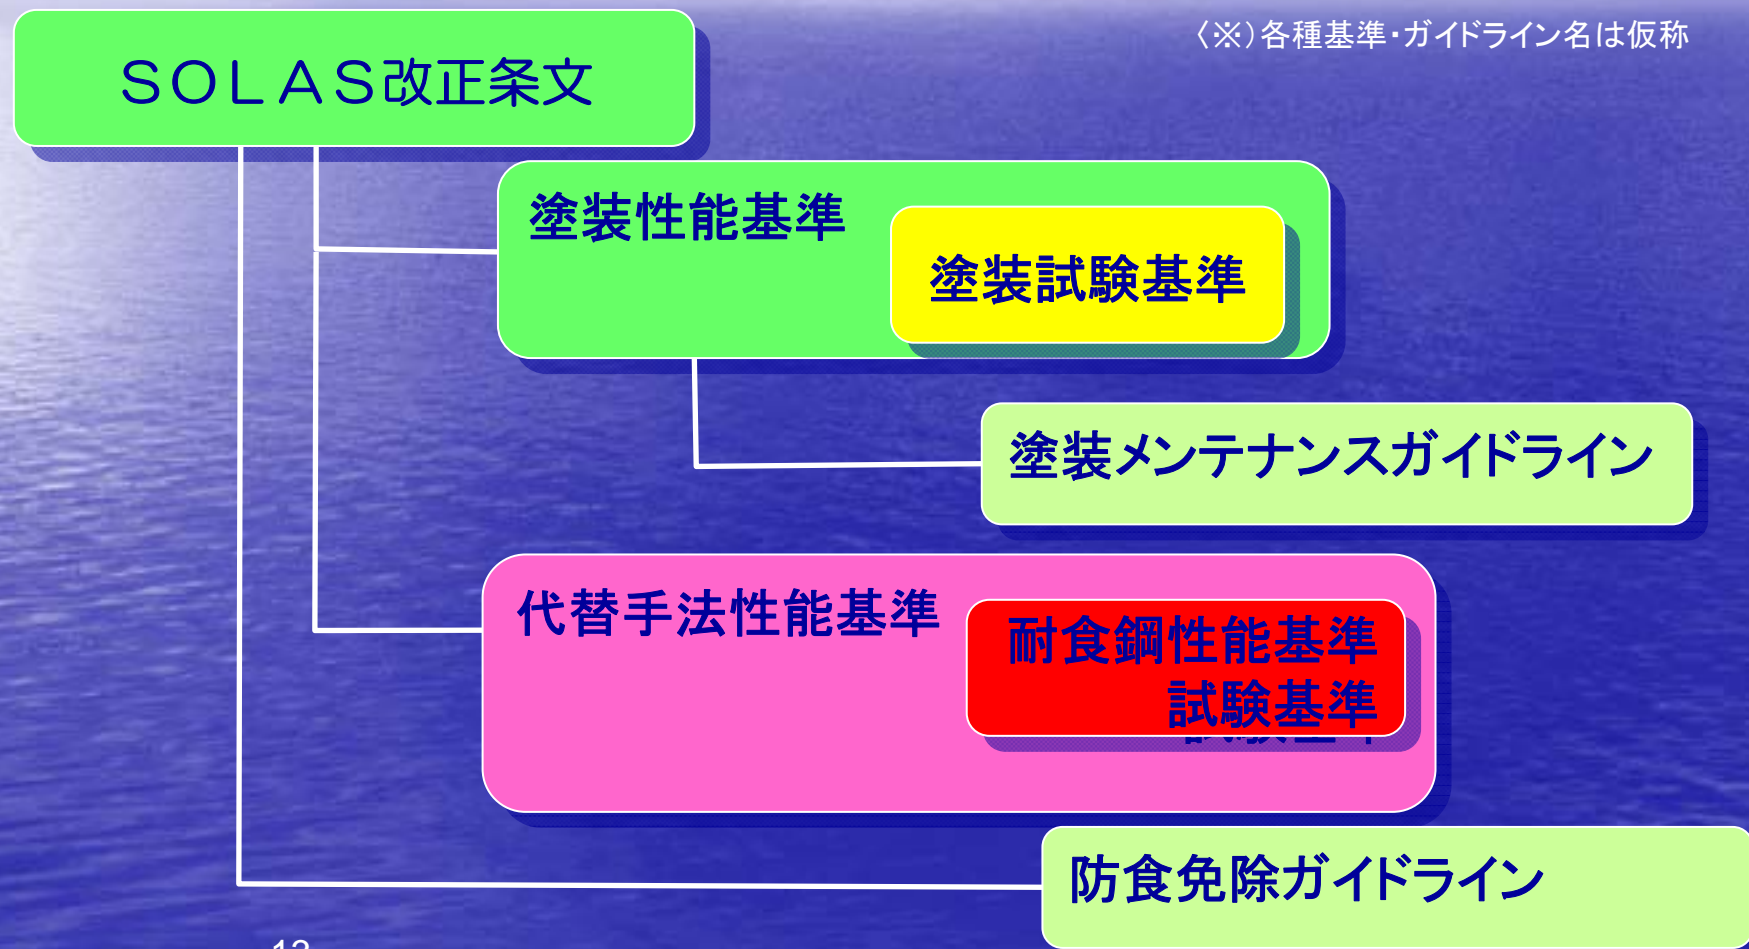 〈※）各種基準・ガイドライン名は仮称
ＳＯＬＡＳ改正条文
塗装性能基準
塗装試験基準
塗装メンテナンスガイドライン
代替手法性能基準
耐食鋼性能基準
試験基準
防食免除ガイドライン